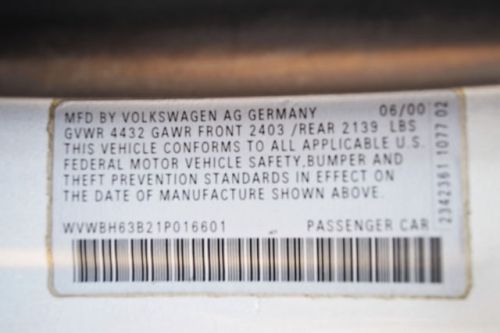 MFD BY VOLKSWAGEN AG GERMANY 06/00
GVWR 4432 GAWR FRONT 2403 /REAR 2139 LBS
THIS VEHICLE CONFORMS TO ALL APPLICABLE U.S.
FEDERAL MOTOR VEHICLE SAFETY,BUMPER AND
THEFT PREVENTION STANDARDS IN EFFECT ON
THE DATE OF MANUFACTURE SHOWN ABOVE.
WVWBH63B21P016601 PASSENGER CAR
2342361 1077 02